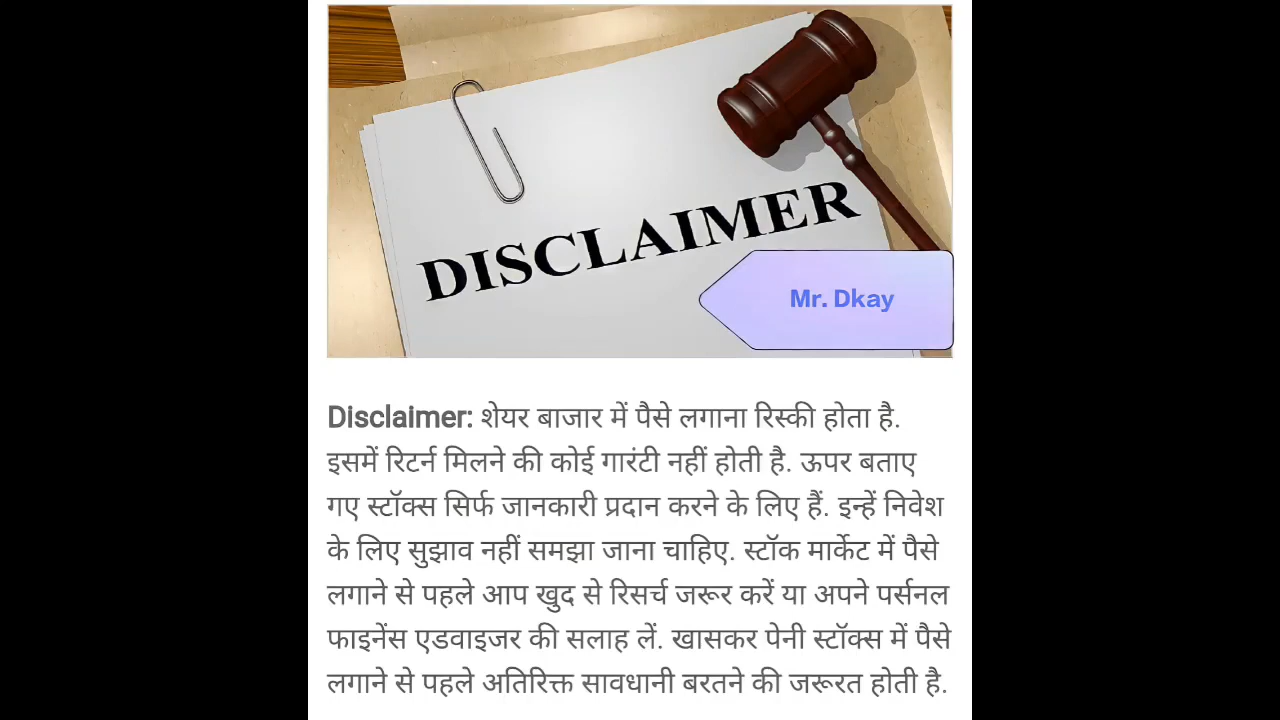 DISCLAIMER
Mr. Dkay
Disclaimer: शेयर बाजार में पैसे लगाना रिस्की होता है.
इसमें रिटर्न मिलने की कोई गारंटी नहीं होती है. ऊपर बताए
गए स्टॉक्स सिर्फ जानकारी प्रदान करने के लिए हैं. इन्हें निवेश
के लिए सुझाव नहीं समझा जाना चाहिए. स्टॉक मार्केट में पैसे
लगाने से पहले आप खुद से रिसर्च जरूर करें या अपने पर्सनल
फाइनेंस एडवाइजर की सलाह लें. खासकर पेनी स्टॉक्स में पैसे
लगाने से पहले अतिरिक्त सावधानी बरतने की जरूरत होती है.